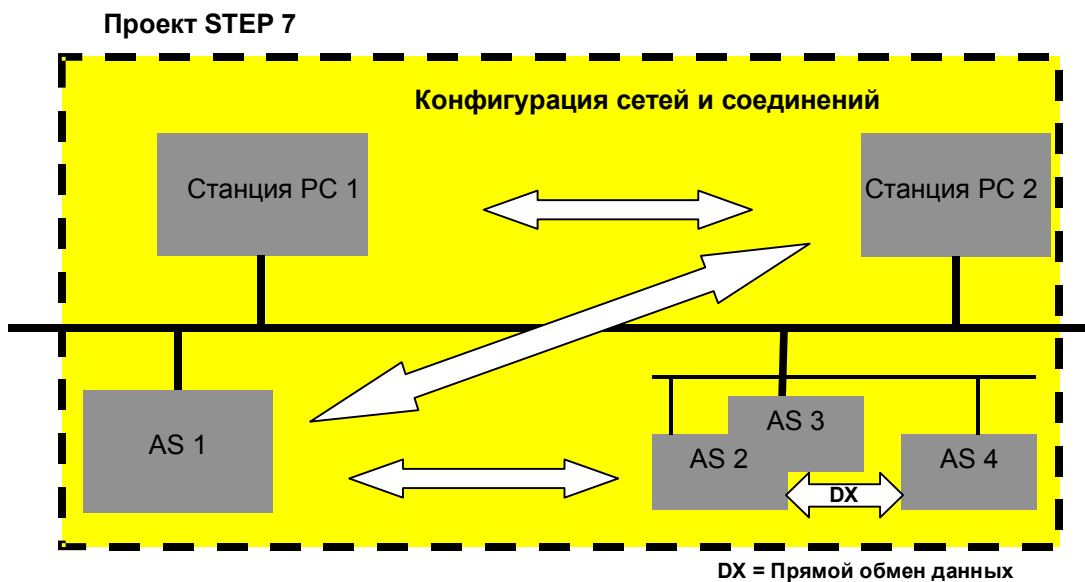 Проект STEP 7
Конфигурация сетей и соединений
Станция PC 1
Станция PC 2
AS 1
AS 3
AS 2
AS 4
DX
DX = Прямой обмен данных